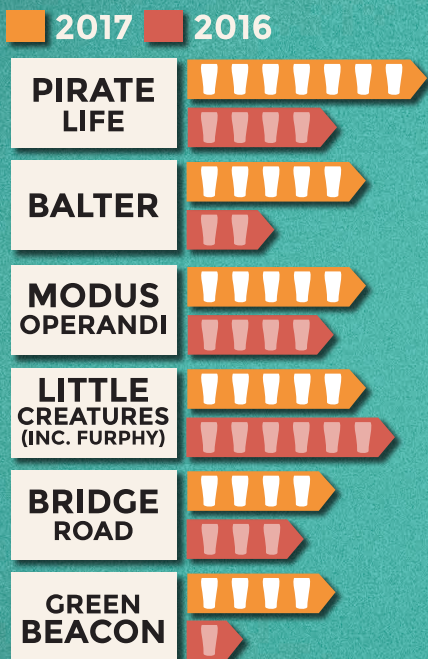 2017 2016
PIRATE
LIFE
BALTER
MODUS
OPERANDI
LITTLE
CREATURES
(INC. FURPHY)
BRIDGE
ROAD
GREEN
BEACON